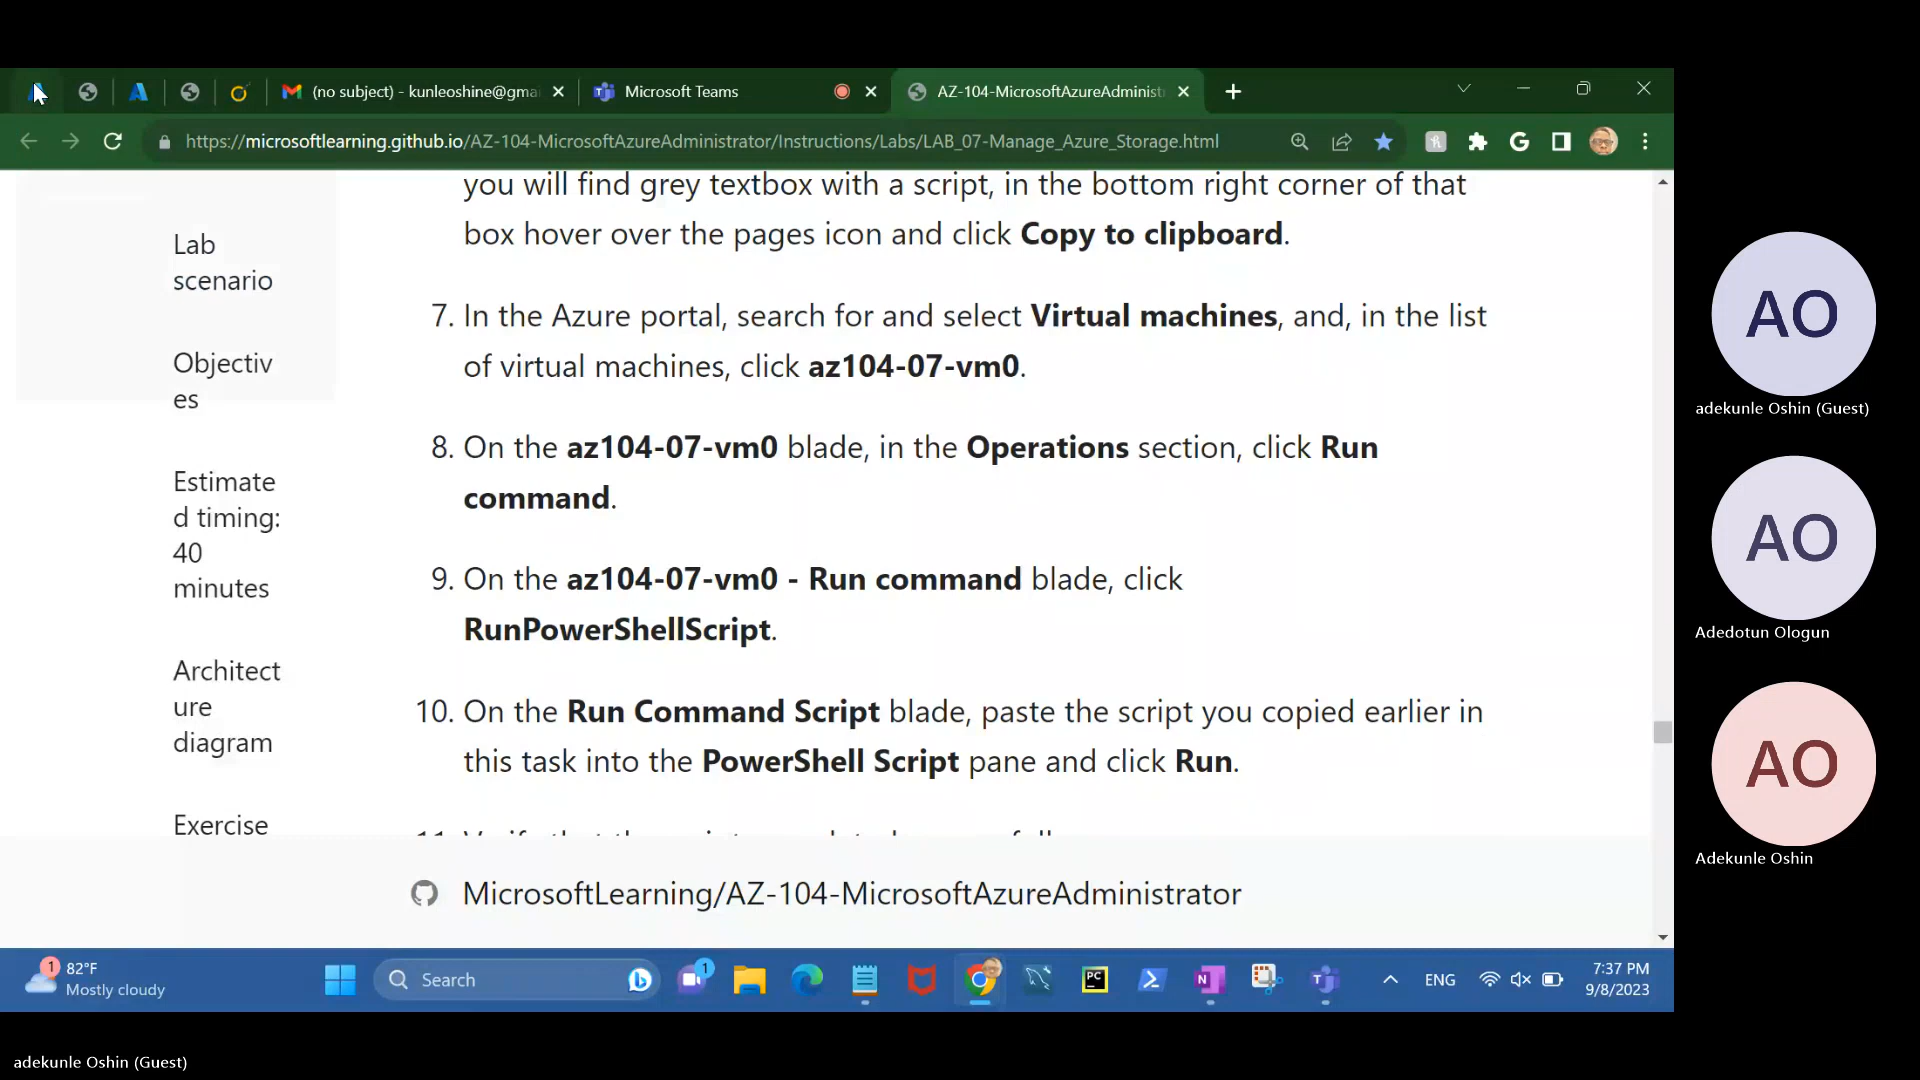 (no subject) - kunleoshine@gma
Microsoft Teams
AZ-104-MicrosoftAzureAdminist
https://microsoftlearning.github.io/AZ-104-MicrosoftAzureAdministrator/Instructions/Labs/LAB_07-Manage_Azure_Storage.html
you will find grey textbox with a script, in the bottom right corner of that
box hover over the pages icon and click Copy to clipboard.
Lab
scenario
Objectiv
es
Estimate
d timing:
40
minutes
Architect
ure
diagram
Exercise
7. In the Azure portal, search for and select Virtual machines, and, in the list
of virtual machines, click az104-07-vm0.
8. On the az104-07-vm0 blade, in the Operations section, click Run
command.
9. On the az104-07-vm0 - Run command blade, click
RunPowerShellScript.
10. On the Run Command Script blade, paste the script you copied earlier in
this task into the PowerShell Script pane and click Run.
MicrosoftLearning/AZ-104-MicrosoftAzureAdministrator
AO
adekunle Oshin (Guest)
AO
Adedotun Ologun
AO
Adekunle Oshin
1
82°F
Mostly cloudy
Search
1
PC
N
T
ENG
7:37 PM
9/8/2023
adekunle Oshin (Guest)